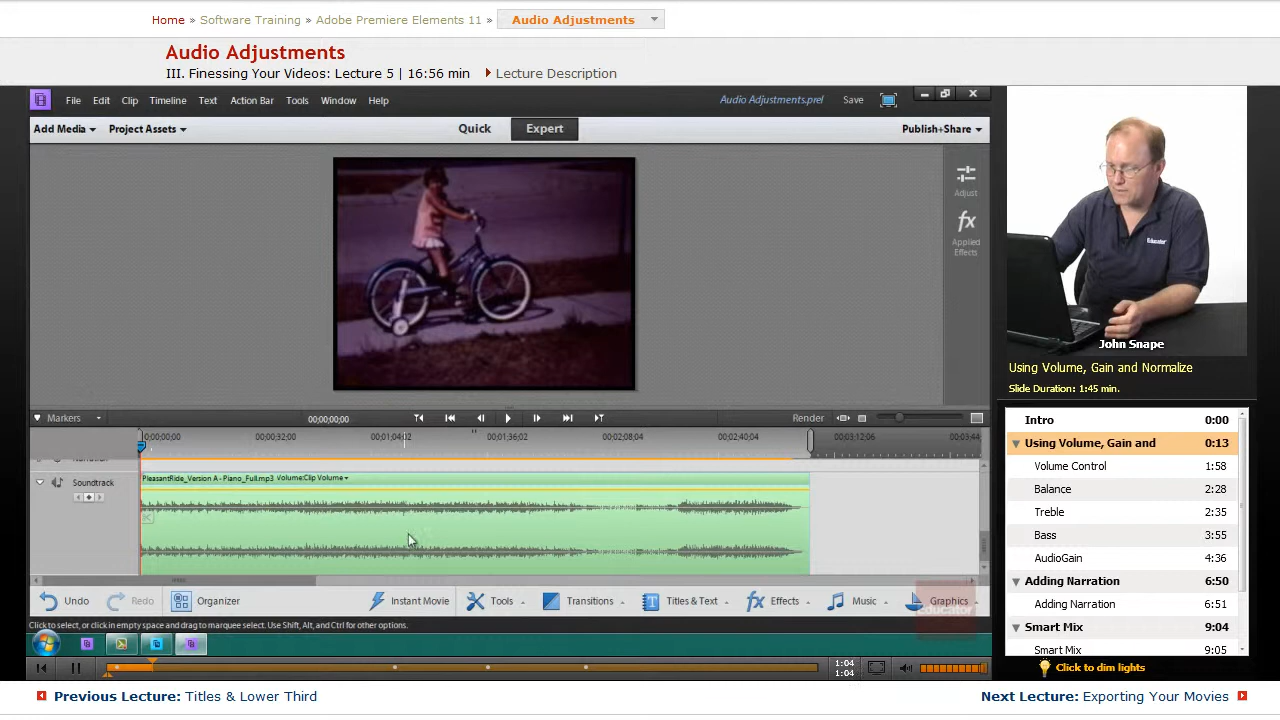 Home » Software Training » Adobe Premiere Elements 11 » Audio Adjustments
Audio Adjustments
III. Finessing Your Videos: Lecture 5 | 16:56 min Lecture Description
File Edit Clip Timeline Text Action Bar Tools Window Help Audio Adjustments.prel Save
Add Media Project Assets Quick Expert Publish+Share
Adjust
fx
Applied
Effects
Educator
John Snape
Using Volume, Gain and Normalize
Slide Duration: 1:45 min.
Markers 00;00;00;00 Render
00;00;00;00 00;00;32;00 00;01;04;02 00;01;36;02 00;02;08;04 00;02;40;04 00;03;12;06 00;03;44
Soundtrack PleasantRide_Version A - Piano_Full.mp3 Volume:Clip Volume
Undo Redo Organizer Instant Movie Tools Transitions Titles & Text fx Effects Music Graphics
Educator
Click to select, or click in empty space and drag to marquee select. Use Shift, Alt, and Ctrl for other options.
Intro 0:00
Using Volume, Gain and 0:13
Volume Control 1:58
Balance 2:28
Treble 2:35
Bass 3:55
AudioGain 4:36
Adding Narration 6:50
Adding Narration 6:51
Smart Mix 9:04
Smart Mix 9:05
1:04
1:04
Click to dim lights
Previous Lecture: Titles & Lower Third Next Lecture: Exporting Your Movies